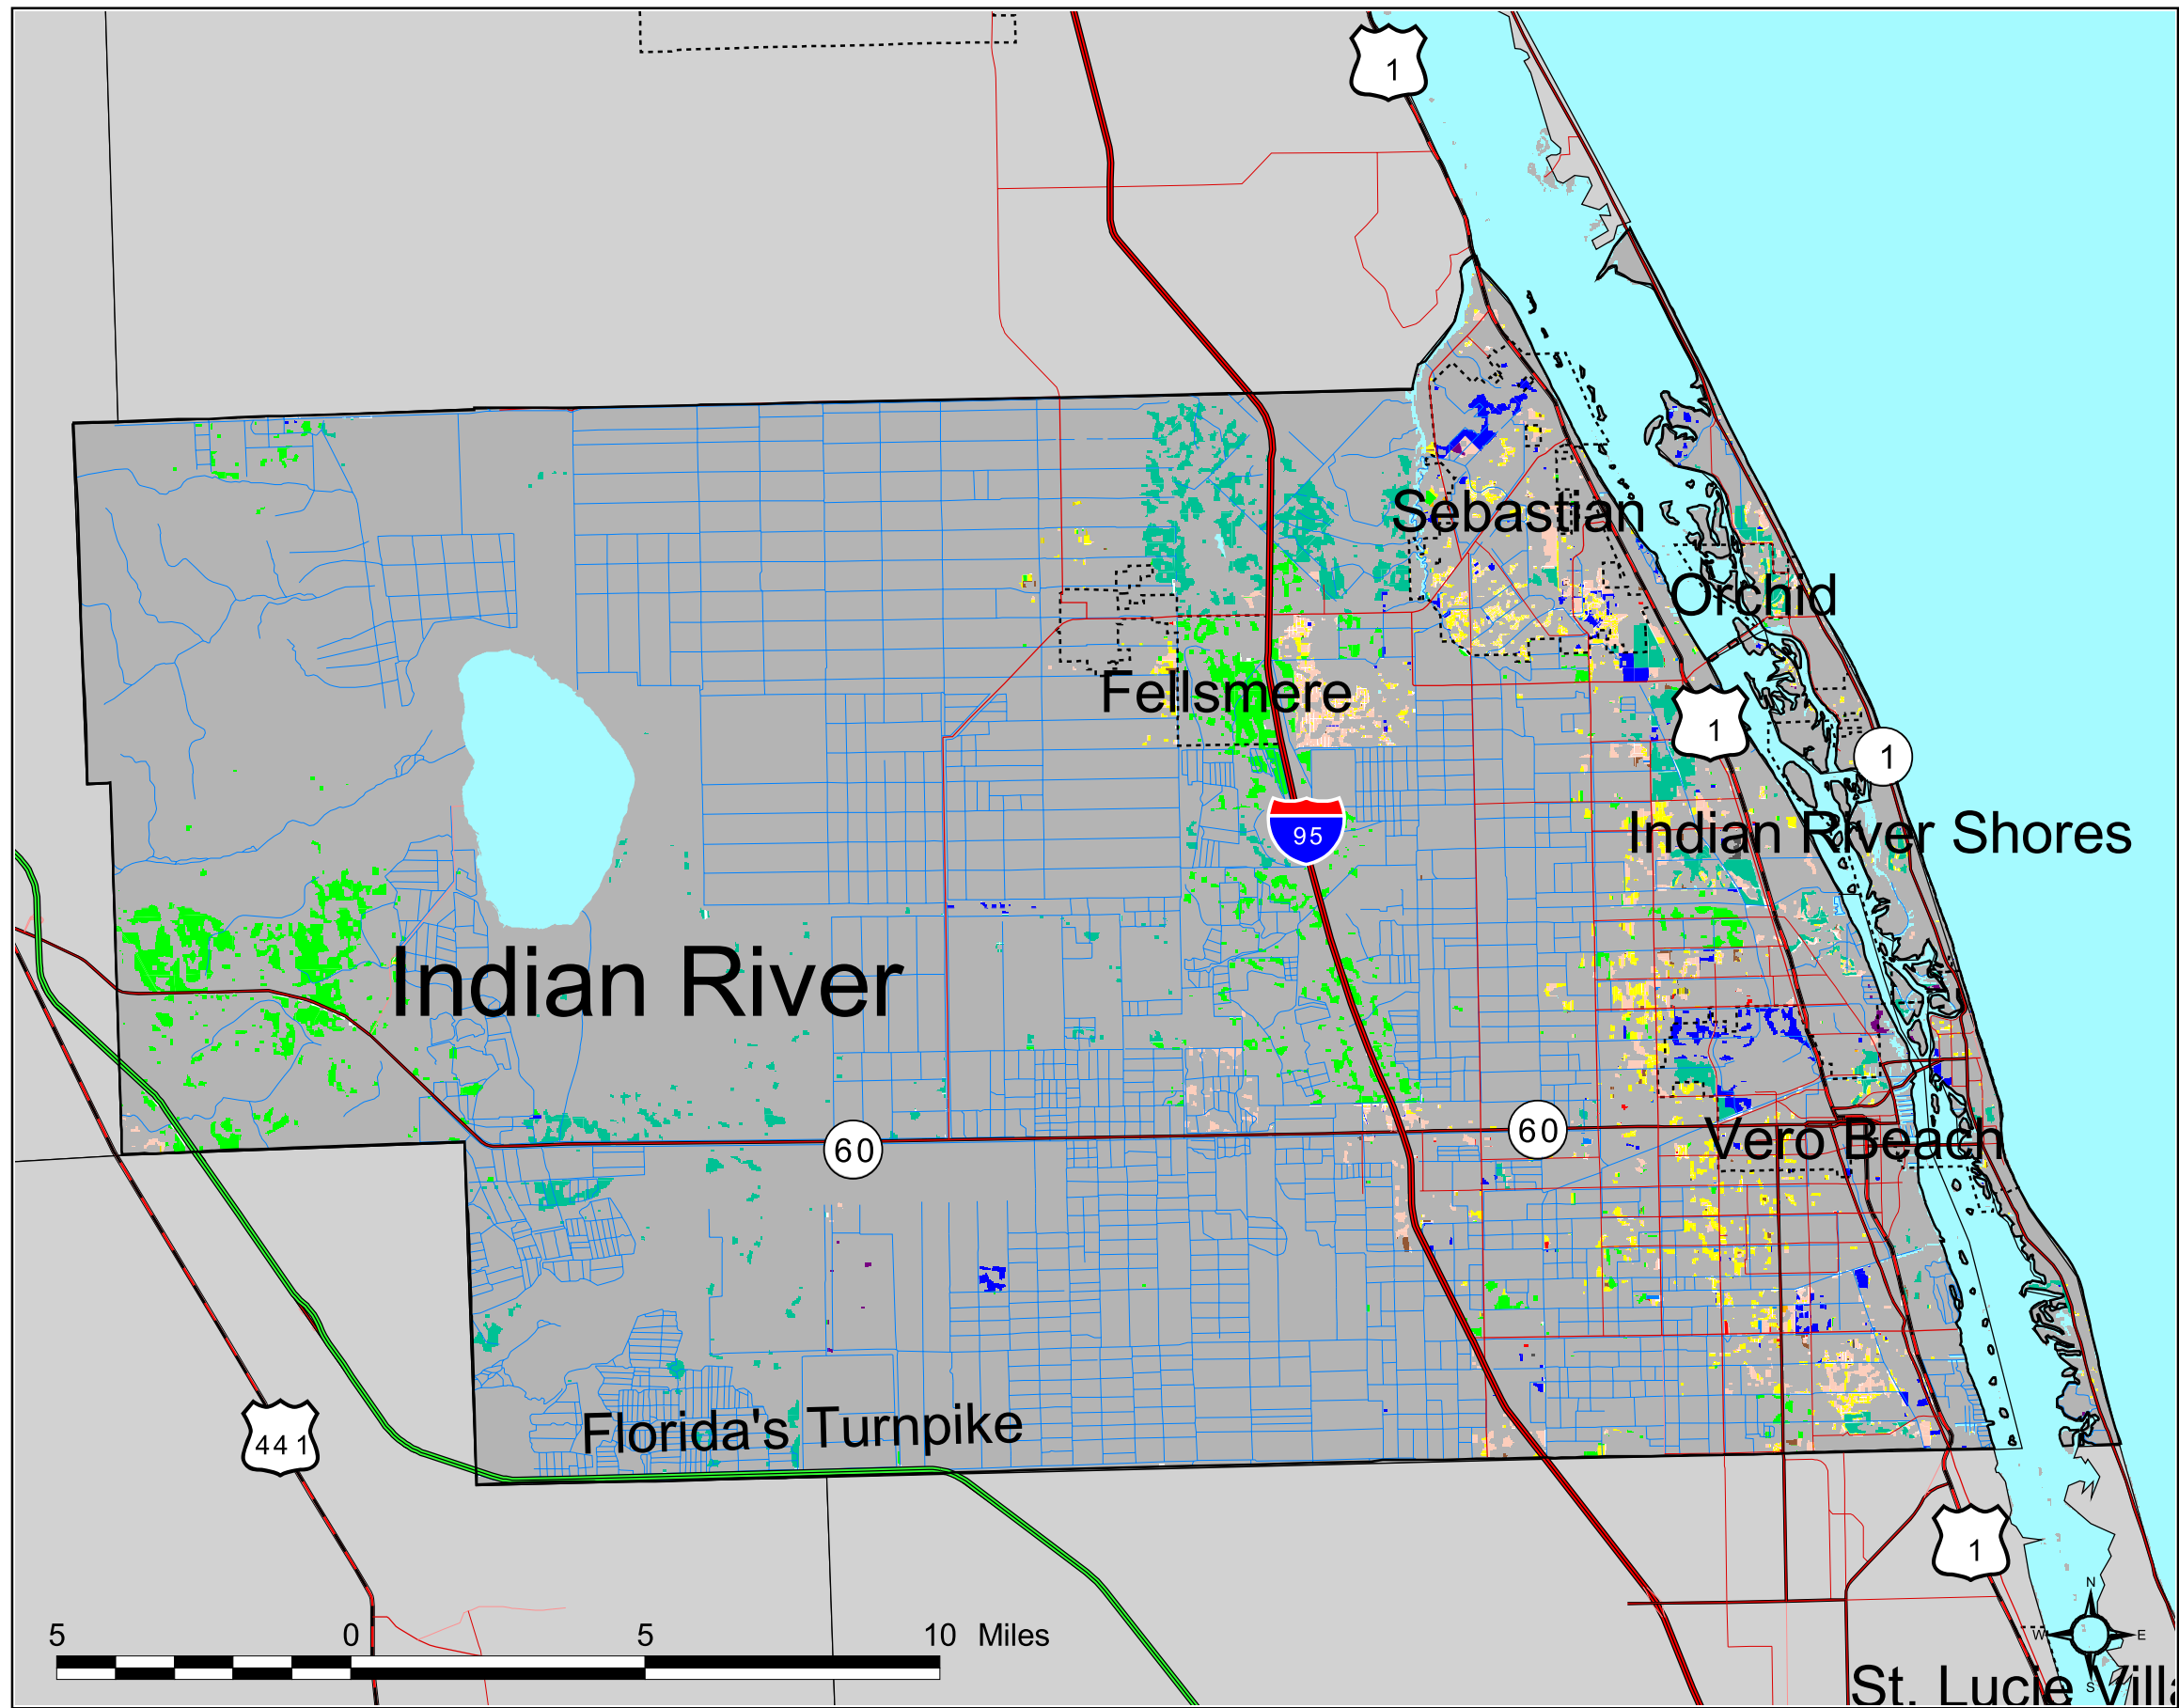 1
Sebastian
Orchid
Fellsmere
1
1
95
Indian River Shores
Indian River
60
60
Vero Beach
Florida's Turnpike
441
1
5 0 5 10 Miles
N
W E
S
St. Lucie Vill